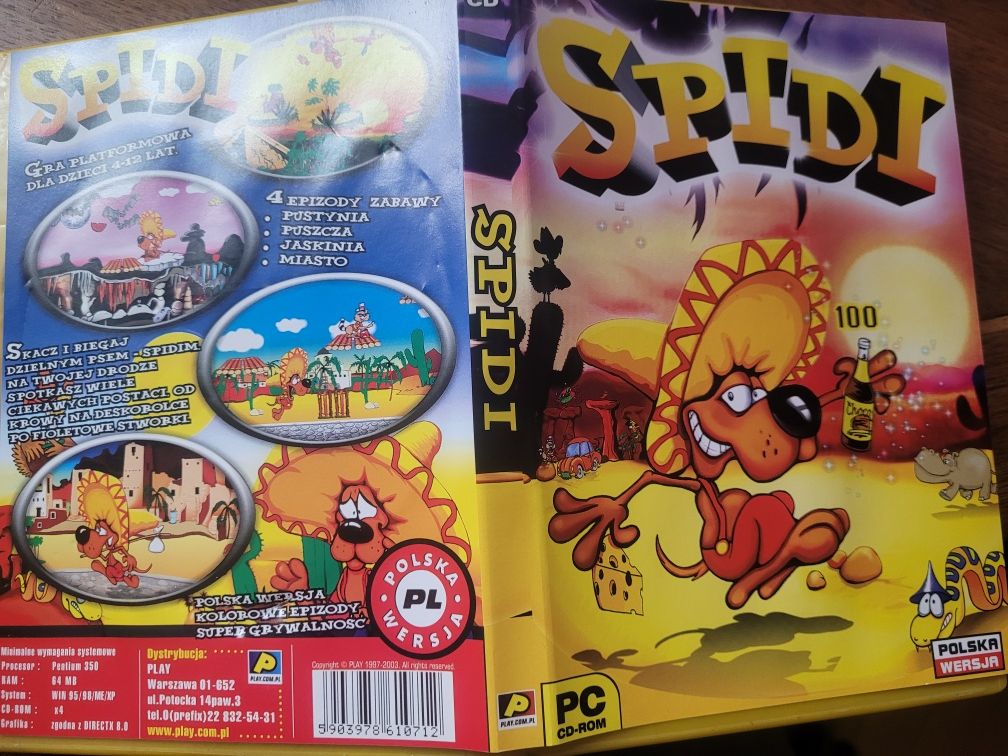 SPIDI
GRA PLATFORMOWA
DLA DZIECI 4-12 LAT.
4 EPIZODY ZABAWY
• PUSTYNIA
• PUSZCZA
• JASKINIA
• MIASTO
SKACZ I BIEGAJ
DZIELNYM PSEM - SPIDIM
NA TWOJEJ DRODZE
SPOTKASZ WIELE
CIEKAWYCH POSTACI, OD
KROWY NA DESKOROLCE
PO FIOLETOWE STWORKI.
POLSKA WERSJA
KOLOROWE EPIZODY
SUPER GRYWALNOŚĆ
POLSKA
PL
WERSJA
Minimalne wymagania systemowe
Procesor : Pentium 350
RAM : 64 MB
System : WIN 95/98/ME/XP
CD-ROM : x4
Grafika : zgodna z DIRECTX 8.0
Dystrybucja:
PLAY
Warszawa 01-652
ul.Potocka 14paw.3
tel.0(prefix)22 832-54-31
www.play.com.pl
PLAY.COM.PL
Copyright © PLAY 1997-2003. All rights reserved.
5 903978 610712
SPIDI
PLAY.COM.PL
CD
SPIDI
100
PC
CD-ROM
POLSKA
WERSJA